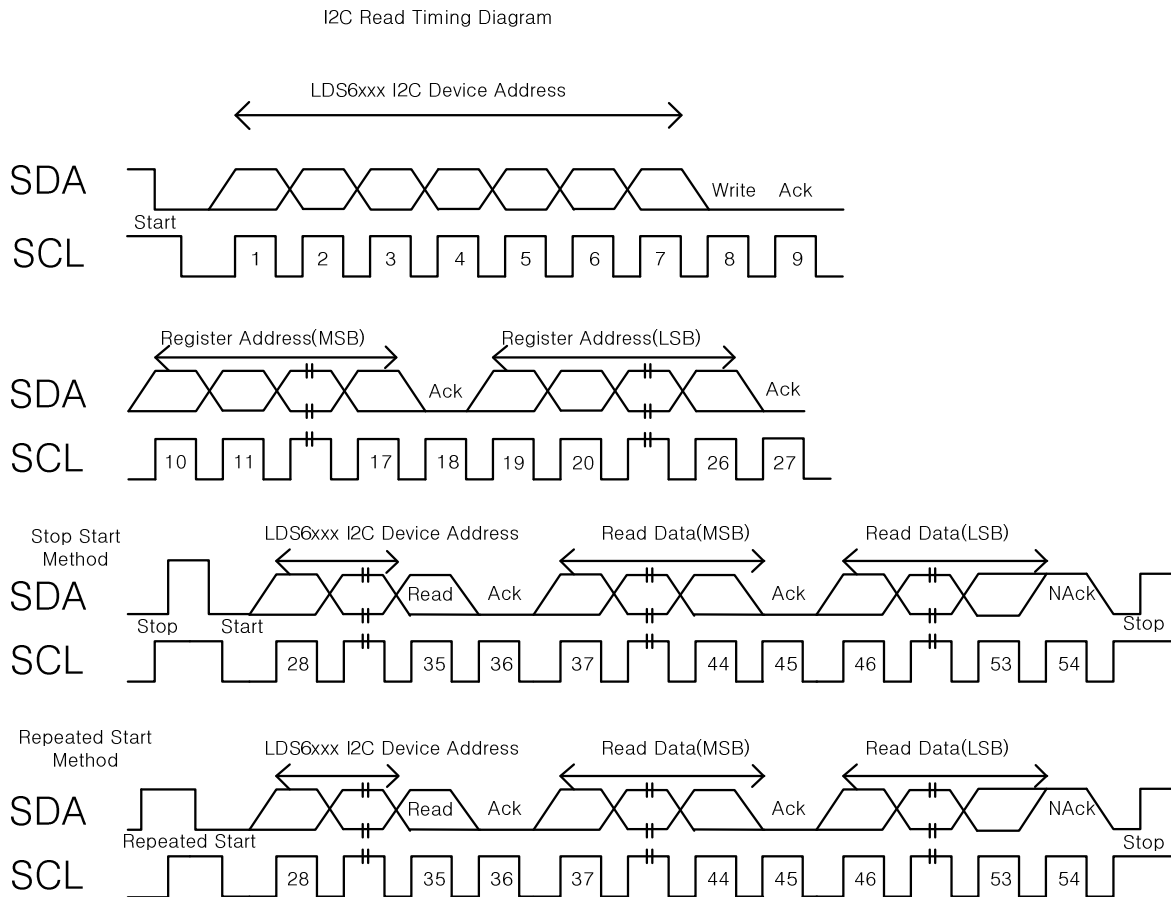 I2C Read Timing Diagram
LDS6xxx I2C Device Address
SDA
Write Ack
Start
SCL
1 2 3 4 5 6 7 8 9
Register Address(MSB) Register Address(LSB)
SDA
Ack Ack
SCL
10 11 17 18 19 20 26 27
Stop Start
Method
LDS6xxx I2C Device Address Read Data(MSB) Read Data(LSB)
SDA
Read Ack Ack NAck
Stop Start Stop
SCL
28 35 36 37 44 45 46 53 54
Repeated Start
Method
LDS6xxx I2C Device Address Read Data(MSB) Read Data(LSB)
SDA
Read Ack Ack NAck
Repeated Start Stop
SCL
28 35 36 37 44 45 46 53 54